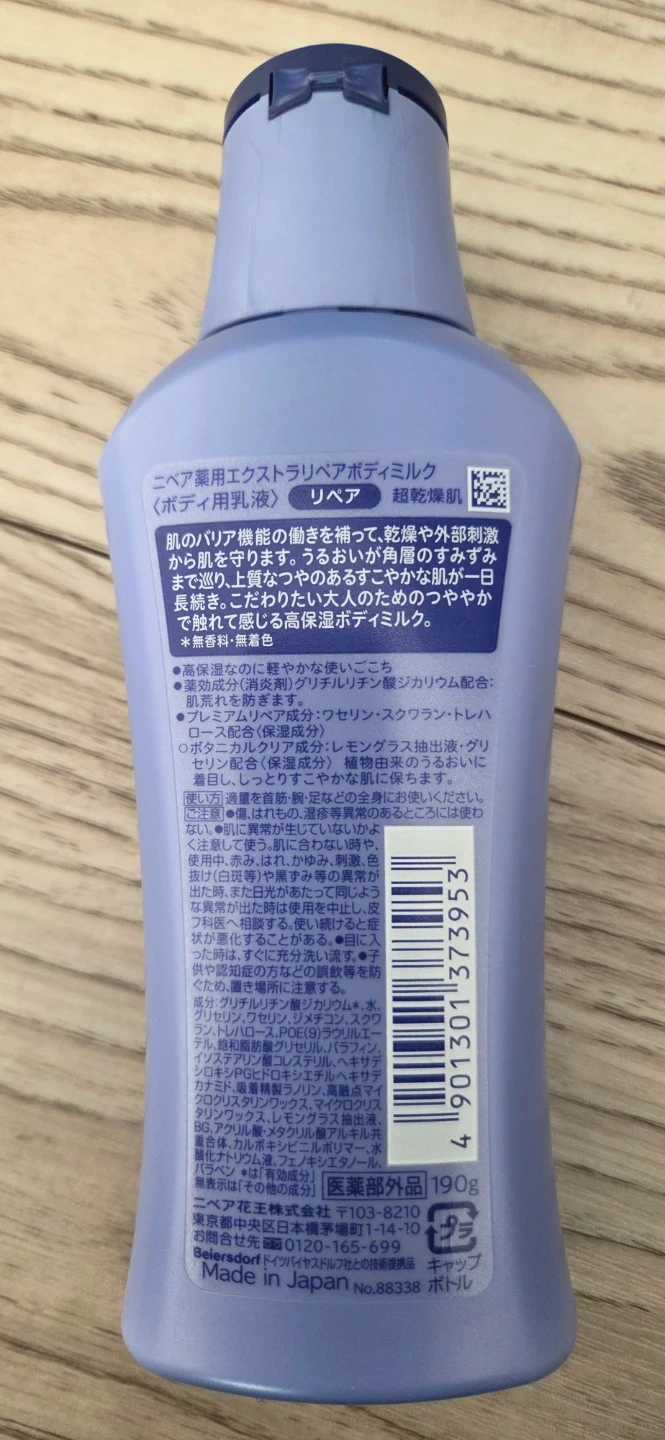 ニベア薬用エクストラリペアボディミルク
〈ボディ用乳液〉 リペア 超乾燥肌
肌のバリア機能の働きを補って、乾燥や外部刺激
から肌を守ります。うるおいが角層のすみずみ
まで巡り、上質なつやのあるすこやかな肌が一日
長続き。こだわりたい大人のためのつややか
で触れて感じる高保湿ボディミルク。
＊無香料・無着色
●高保湿なのに軽やかな使いごこち
●薬効成分(消炎剤)グリチルリチン酸ジカリウム配合:
肌荒れを防ぎます。
●プレミアムリペア成分:ワセリン・スクワラン・トレハ
ロース配合〈保湿成分〉
○ボタニカルクリア成分:レモングラス抽出液・グリ
セリン配合〈保湿成分〉 植物由来のうるおいに
着目し、しっとりすこやかな肌に保ちます。
使い方 適量を首筋・腕・足などの全身にお使いください。
ご注意 ●傷、はれもの、湿疹等異常のあるところには使わ
ない。●肌に異常が生じていないかよ
く注意して使う。肌に合わない時や、
使用中、赤み、はれ、かゆみ、刺激、色
抜け(白斑等)や黒ずみ等の異常が
出た時、また日光があたって同じよう
な異常が出た時は使用を中止し、皮
フ科医へ相談する。使い続けると症
状が悪化することがある。●目に入
った時は、すぐに充分洗い流す。●子
供や認知症の方などの誤飲等を防
ぐため、置き場所に注意する。
成分:グリチルリチン酸ジカリウム＊、水、
グリセリン、ワセリン、ジメチコン、スクワ
ラン、トレハロース、POE(9)ラウリルエー
テル、飽和脂肪酸グリセリル、パラフィン、
イソステアリン酸コレステリル、ヘキサデ
シロキシPGヒドロキシエチルヘキサデ
カナミド、吸着精製ラノリン、高融点マイ
クロクリスタリンワックス、マイクロクリス
タリンワックス、レモングラス抽出液、
BG、アクリル酸・メタクリル酸アルキル共
重合体、カルボキシビニルポリマー、水
酸化ナトリウム液、フェノキシエタノール、
パラベン ＊は「有効成分」
無表示は「その他の成分」
4 901301 373953
医薬部外品 190g
ニベア花王株式会社 〒103-8210
東京都中央区日本橋茅場町1-14-10
お問合せ先 0120-165-699
Beiersdorf ドイツバイヤスドルフ社との技術提携品
Made in Japan No.88338
プラ
キャップ
ボトル